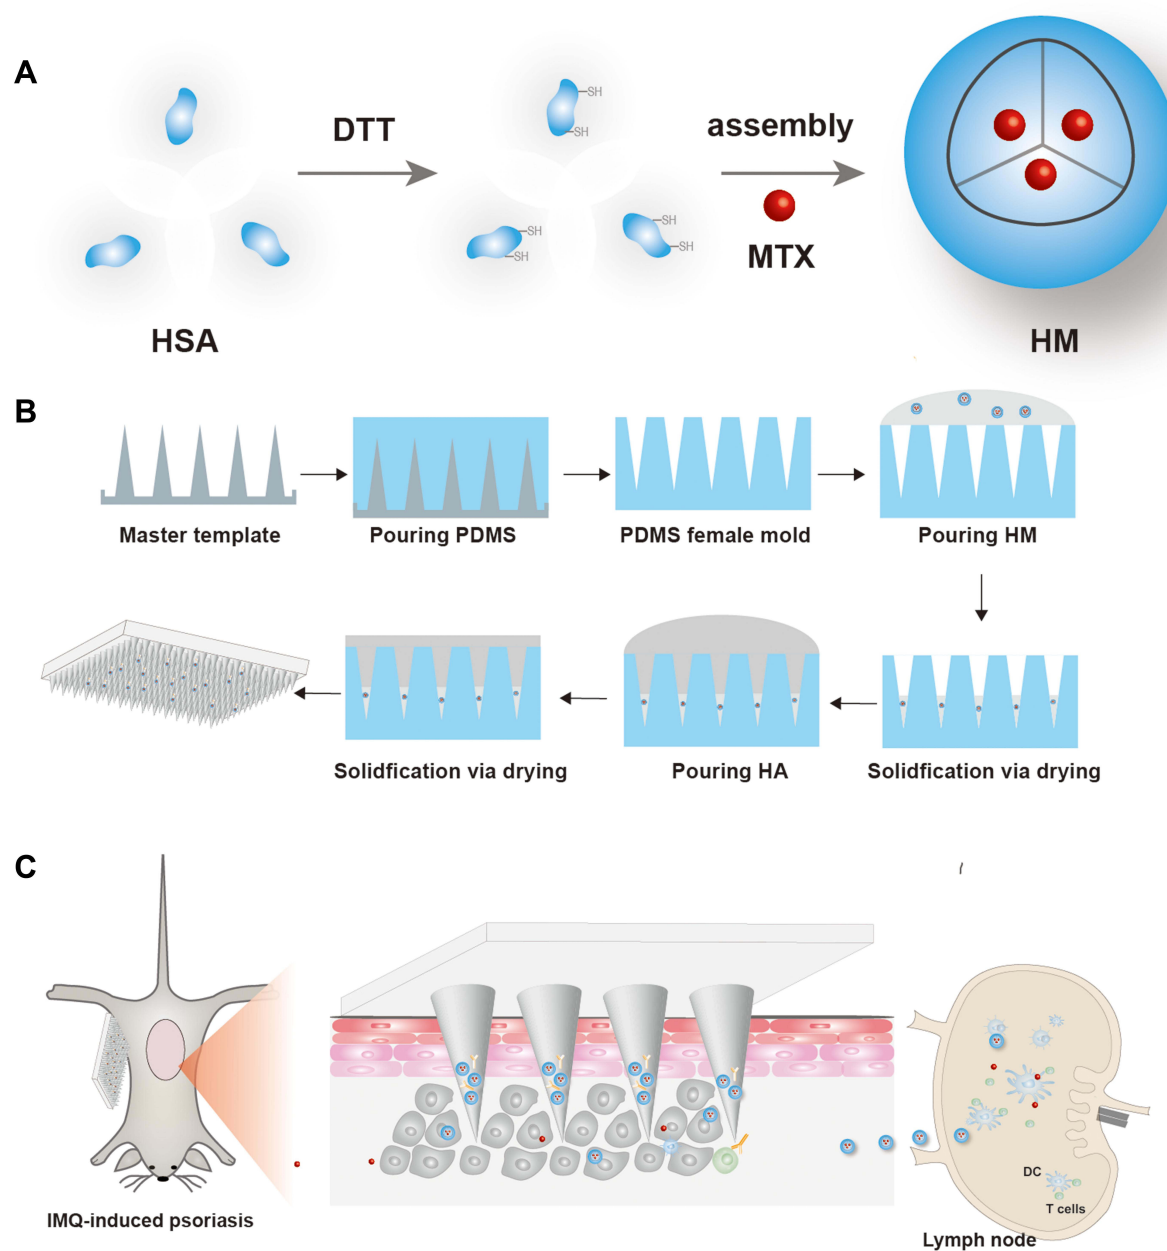 A
DTT
assembly
SH
SH
SH
SH
SH
SH
MTX
HSA
HM
B
Master template
Pouring PDMS
PDMS female mold
Pouring HM
Solidfication via drying
Pouring HA
Solidfication via drying
C
DC
T cells
IMQ-induced psoriasis
Lymph node